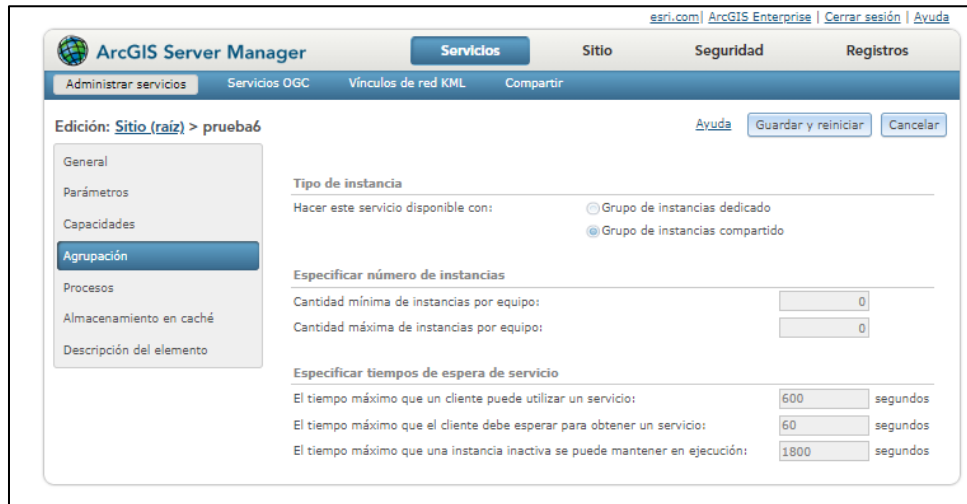 esri.com| ArcGIS Enterprise | Cerrar sesión | Ayuda
ArcGIS Server Manager Servicios Sitio Seguridad Registros
Administrar servicios Servicios OGC Vínculos de red KML Compartir
Edición: Sitio (raíz) > prueba6 Ayuda Guardar y reiniciar Cancelar
General
Parámetros
Capacidades
Agrupación
Procesos
Almacenamiento en caché
Descripción del elemento
Tipo de instancia
Hacer este servicio disponible con: Grupo de instancias dedicado
Grupo de instancias compartido
Especificar número de instancias
Cantidad mínima de instancias por equipo: 0
Cantidad máxima de instancias por equipo: 0
Especificar tiempos de espera de servicio
El tiempo máximo que un cliente puede utilizar un servicio: 600 segundos
El tiempo máximo que el cliente debe esperar para obtener un servicio: 60 segundos
El tiempo máximo que una instancia inactiva se puede mantener en ejecución: 1800 segundos